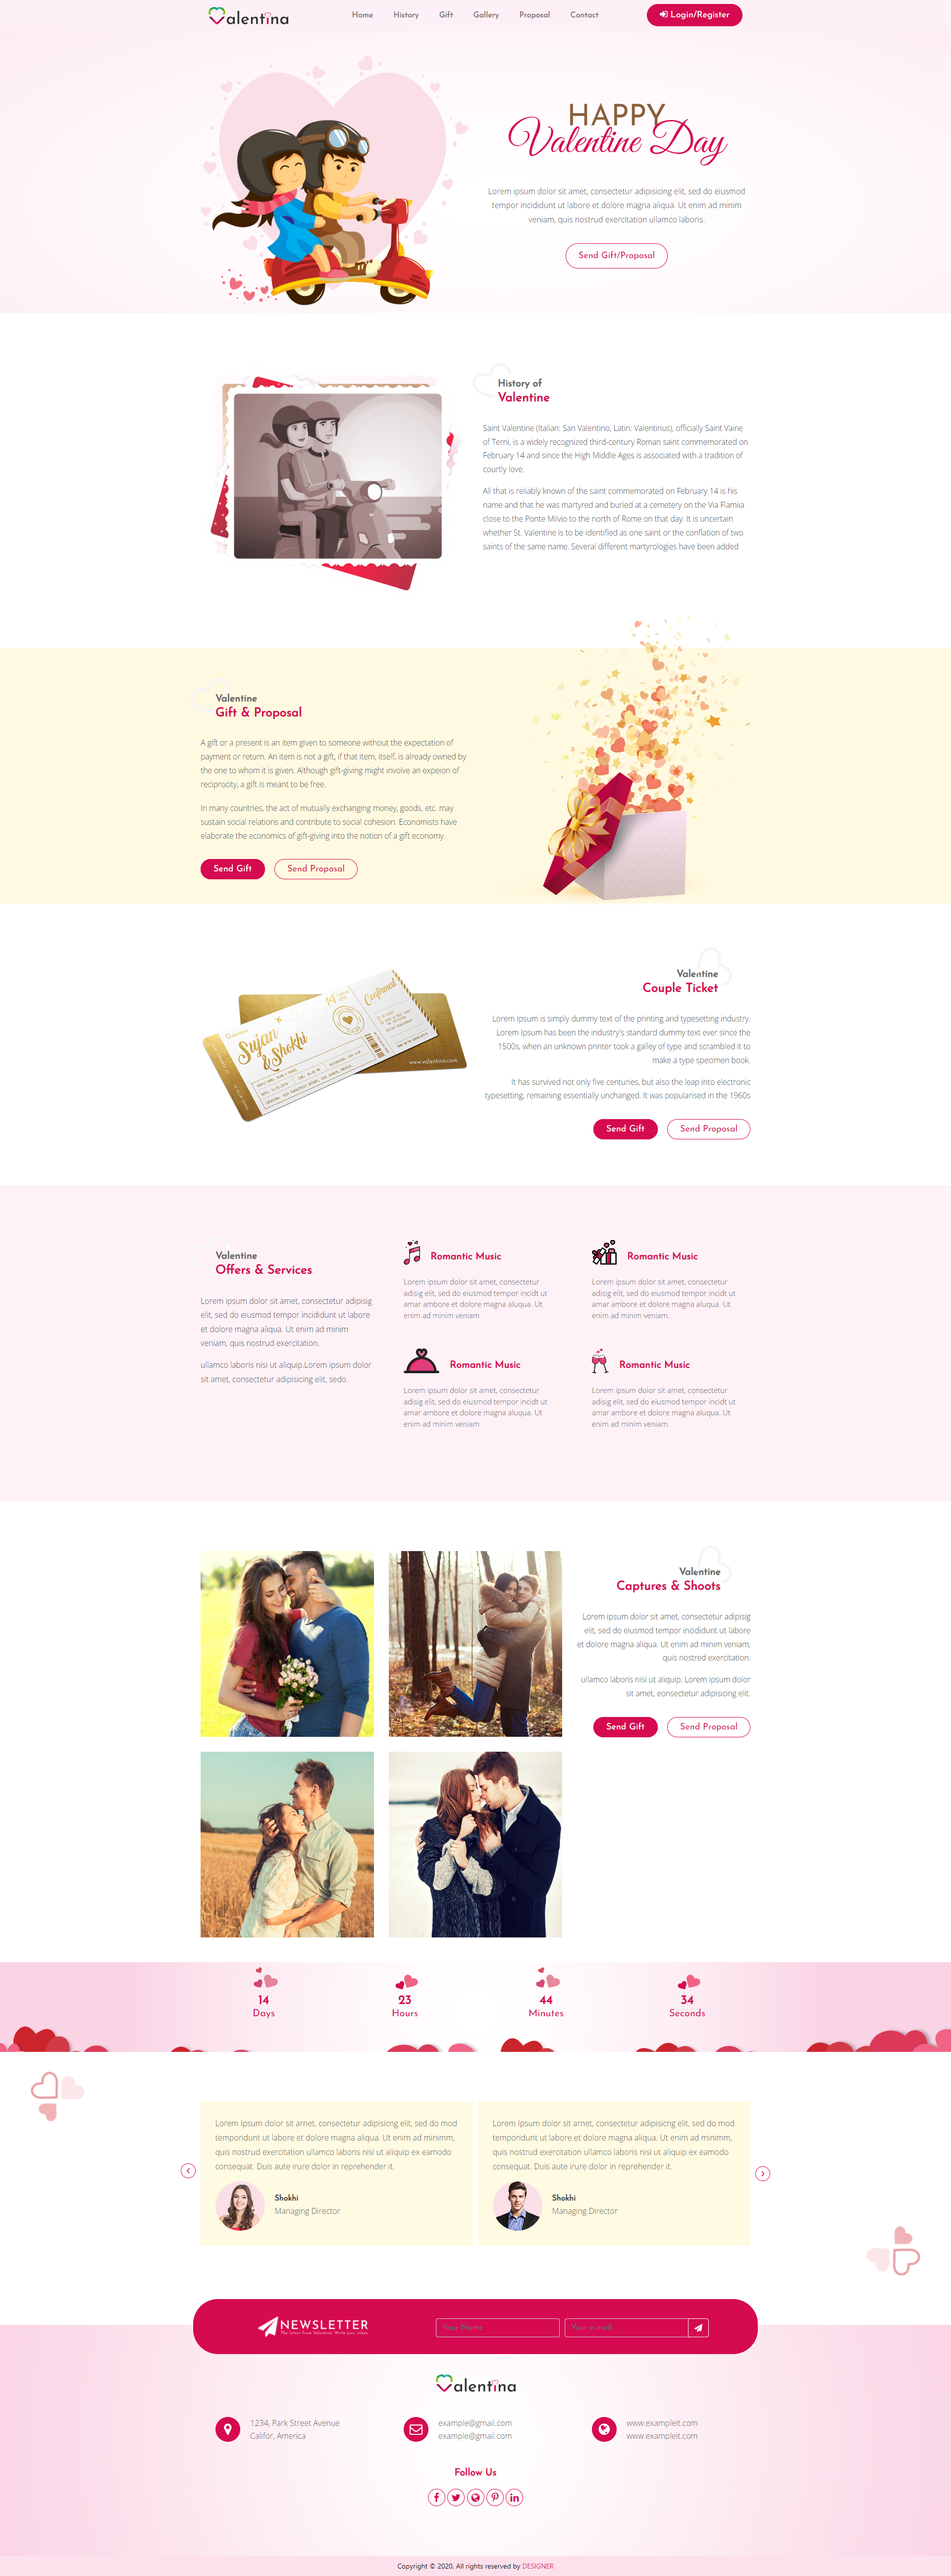 Valentina
Home History Gift Gallery Proposal Contact
Login/Register
HAPPY
Valentine Day
Lorem ipsum dolor sit amet, consectetur adipisicing elit, sed do eiusmod
tempor incididunt ut labore et dolore magna aliqua. Ut enim ad minim
veniam, quis nostrud exercitation ullamco laboris.
Send Gift/Proposal
History of
Valentine
Saint Valentine (Italian: San Valentino, Latin: Valentinus), officially Saint Vaine
of Terni, is a widely recognized third-century Roman saint commemorated on
February 14 and since the High Middle Ages is associated with a tradition of
courtly love.
All that is reliably known of the saint commemorated on February 14 is his
name and that he was martyred and buried at a cemetery on the Via Flamiia
close to the Ponte Milvio to the north of Rome on that day. It is uncertain
whether St. Valentine is to be identified as one saint or the conflation of two
saints of the same name. Several different martyrologies have been added
Valentine
Gift & Proposal
A gift or a present is an item given to someone without the expectation of
payment or return. An item is not a gift, if that item, itself, is already owned by
the one to whom it is given. Although gift-giving might involve an expeion of
reciprocity, a gift is meant to be free.
In many countries, the act of mutually exchanging money, goods, etc. may
sustain social relations and contribute to social cohesion. Economists have
elaborate the economics of gift-giving into the notion of a gift economy.
Send Gift Send Proposal
Sujan
& Shokhi
14
Confirmed
www.valentina.com
Valentine
Couple Ticket
Lorem Ipsum is simply dummy text of the printing and typesetting industry.
Lorem Ipsum has been the industry's standard dummy text ever since the
1500s, when an unknown printer took a galley of type and scrambled it to
make a type specimen book.
It has survived not only five centuries, but also the leap into electronic
typesetting, remaining essentially unchanged. It was popularised in the 1960s
Send Gift Send Proposal
Valentine
Offers & Services
Lorem ipsum dolor sit amet, consectetur adipisig
elit, sed do eiusmod tempor incididunt ut labore
et dolore magna aliqua. Ut enim ad minim
veniam, quis nostrud exercitation.
ullamco laboris nisi ut aliquip.Lorem ipsum dolor
sit amet, consectetur adipisicing elit, sedo.
Romantic Music
Lorem ipsum dolor sit amet, consectetur
adisig elit, sed do eiusmod tempor incidt ut
amar ambore et dolore magna aluqua. Ut
enim ad minim veniam.
Romantic Music
Lorem ipsum dolor sit amet, consectetur
adisig elit, sed do eiusmod tempor incidt ut
amar ambore et dolore magna aluqua. Ut
enim ad minim veniam.
Romantic Music
Lorem ipsum dolor sit amet, consectetur
adisig elit, sed do eiusmod tempor incidt ut
amar ambore et dolore magna aluqua. Ut
enim ad minim veniam.
Romantic Music
Lorem ipsum dolor sit amet, consectetur
adisig elit, sed do eiusmod tempor incidt ut
amar ambore et dolore magna aluqua. Ut
enim ad minim veniam.
Valentine
Captures & Shoots
Lorem ipsum dolor sit amet, consectetur adipisig
elit, sed do eiusmod tempor incididunt ut labore
et dolore magna aliqua. Ut enim ad minim veniam,
quis nostred exercitation.
ullamco laboris nisi ut aliquip. Lorem ipsum dolor
sit amet, eonsectetur adipisicing elit.
Send Gift Send Proposal
14 23 44 34
Days Hours Minutes Seconds
Lorem Ipsum dolor sit arnet, consectetur adipisicng elit, sed do mod
temporidunt ut labore et dolore magna aliqua. Ut enim ad minimm,
quis nostrud exercitation ullamco laboris nisi ut aliquip ex eamodo
consequat. Duis aute irure dolor in reprehender it.
Shokhi
Managing Director
Lorem Ipsum dolor sit arnet, consectetur adipisicng elit, sed do mod
temporidunt ut labore et dolore magna aliqua. Ut enim ad minimm,
quis nostrud exercitation ullamco laboris nisi ut aliquip ex eamodo
consequat. Duis aute irure dolor in reprehender it.
Shokhi
Managing Director
NEWSLETTER
Your Name
Your e-mail
Valentina
1234, Park Street Avenue
Califor, America
example@gmail.com
example@gmail.com
www.exampleit.com
www.exampleit.com
Follow Us
Copyright © 2020. All rights reserved by DESIGNER